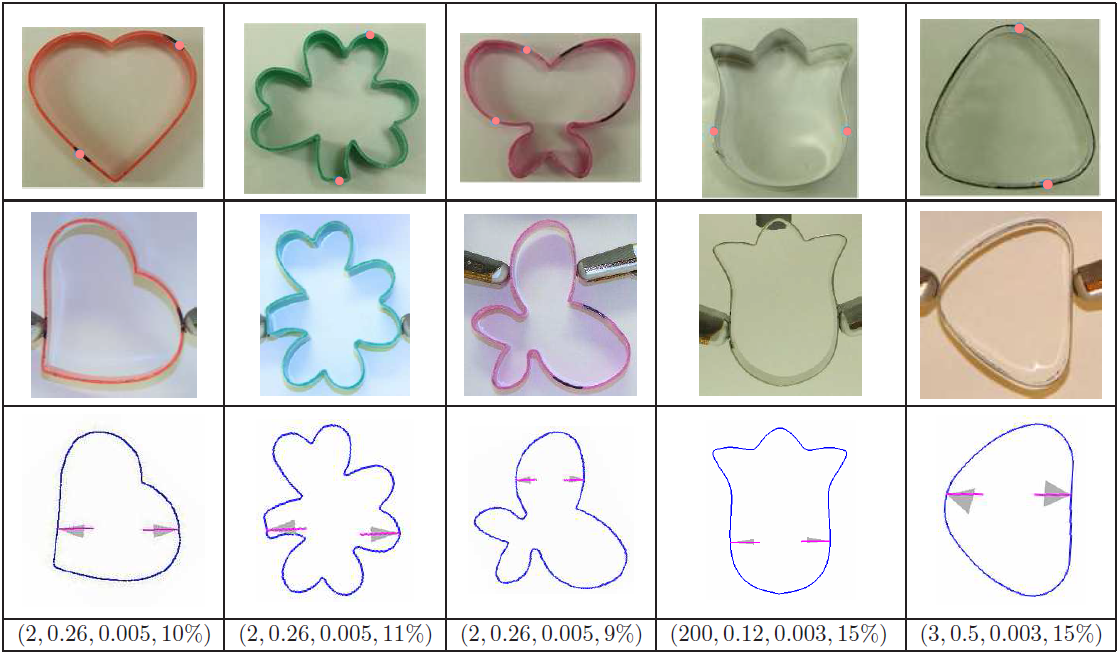 (2, 0.26, 0.005, 10%)
(2, 0.26, 0.005, 11%)
(2, 0.26, 0.005, 9%)
(200, 0.12, 0.003, 15%)
(3, 0.5, 0.003, 15%)